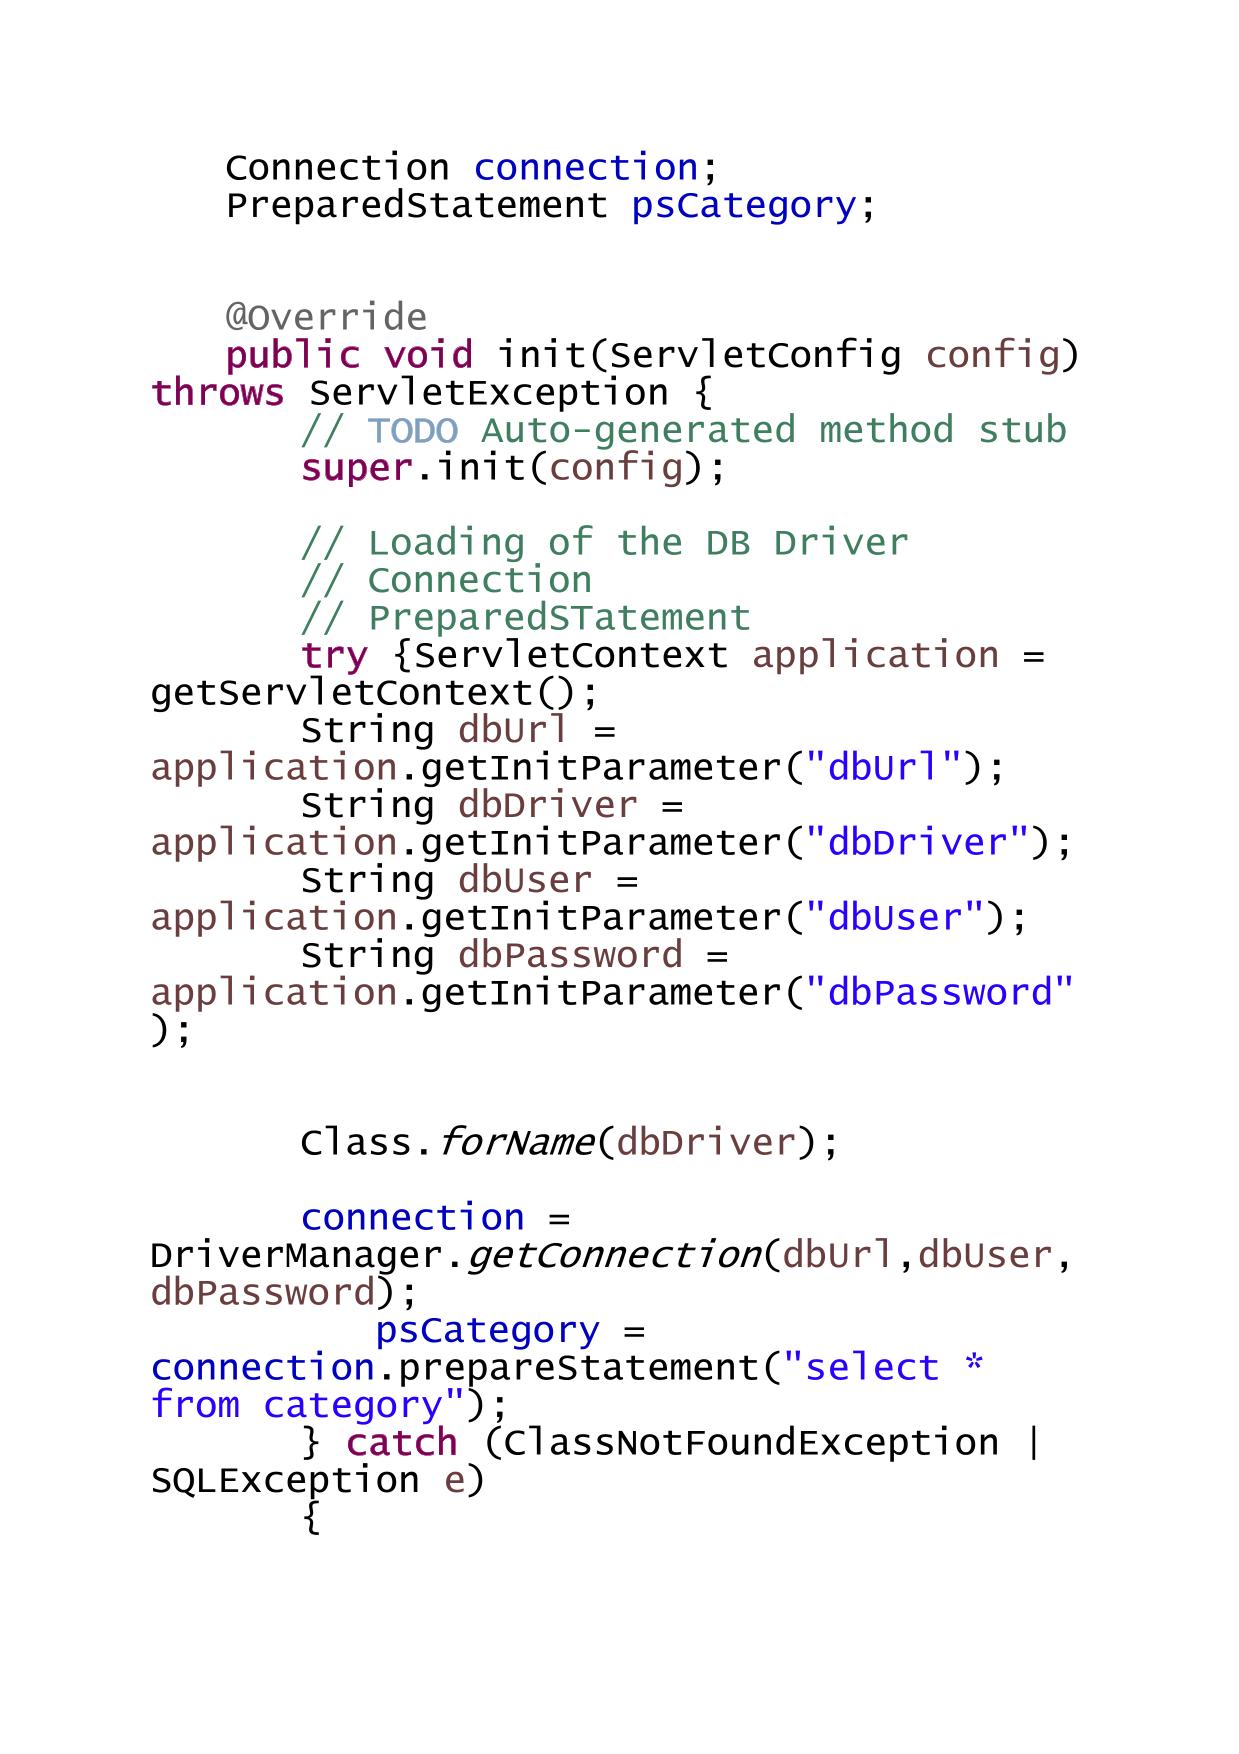 Connection connection;
PreparedStatement psCategory;
@Override
public void init(ServletConfig config)
throws ServletException {
// TODO Auto-generated method stub
super.init(config);
// Loading of the DB Driver
// Connection
// PreparedSTatement
try {ServletContext application =
getServletContext();
String dbUrl =
application.getInitParameter("dbUrl");
String dbDriver =
application.getInitParameter("dbDriver");
String dbUser =
application.getInitParameter("dbUser");
String dbPassword =
application.getInitParameter("dbPassword"
);
Class.forName(dbDriver);
connection =
DriverManager.getConnection(dbUrl,dbUser,
dbPassword);
psCategory =
connection.prepareStatement("select *
from category");
} catch (ClassNotFoundException |
SQLException e)
{